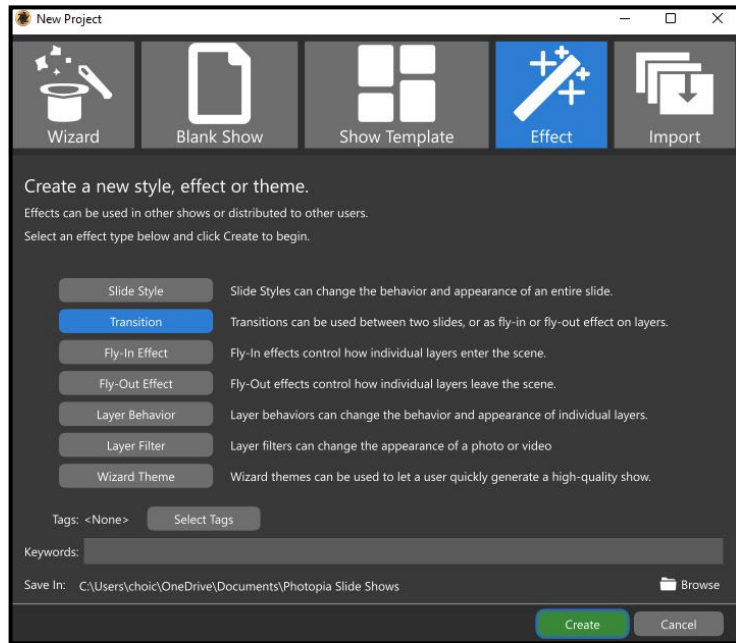 New Project
Wizard
Blank Show
Show Template
Effect
Import
Create a new style, effect or theme.
Effects can be used in other shows or distributed to other users.
Select an effect type below and click Create to begin.
Slide Style Slide Styles can change the behavior and appearance of an entire slide.
Transition Transitions can be used between two slides, or as fly-in or fly-out effect on layers.
Fly-In Effect Fly-In effects control how individual layers enter the scene.
Fly-Out Effect Fly-Out effects control how individual layers leave the scene.
Layer Behavior Layer behaviors can change the behavior and appearance of individual layers.
Layer Filter Layer filters can change the appearance of a photo or video
Wizard Theme Wizard themes can be used to let a user quickly generate a high-quality show.
Tags: <None> Select Tags
Keywords:
Save In: C:\Users\choic\OneDrive\Documents\Photopia Slide Shows Browse
Create Cancel